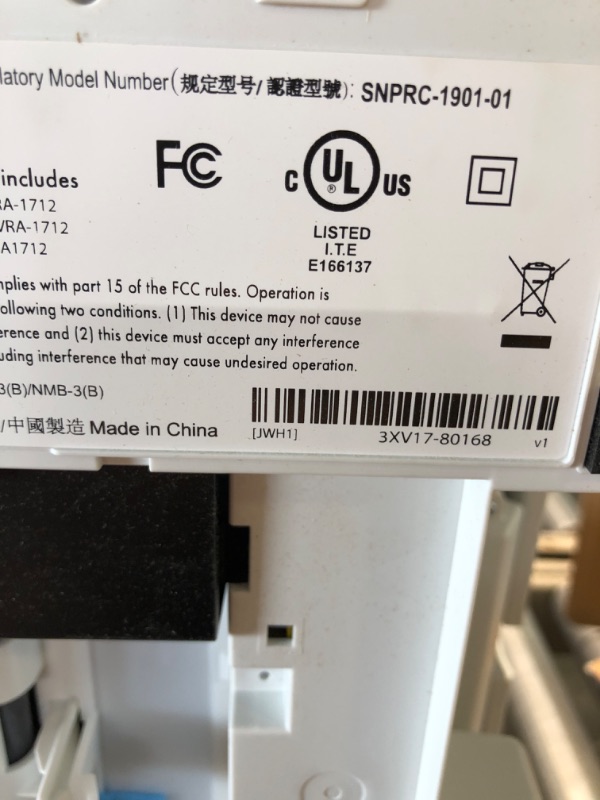 latory Model Number(规定型号/認證型號): SNPRC-1901-01
FC
C UL ® US
LISTED
I.T.E
E166137
includes
RA-1712
VRA-1712
A1712
mplies with part 15 of the FCC rules. Operation is
ollowing two conditions. (1) This device may not cause
erence and (2) this device must accept any interference
uding interference that may cause undesired operation.
3(B)/NMB-3(B)
/中國製造 Made in China
[JWH1] 3XV17-80168 v1